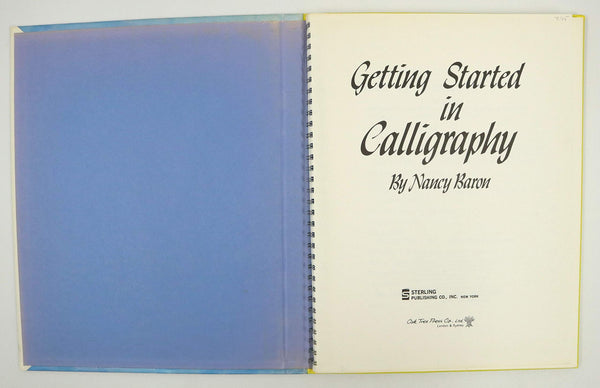 Getting Started
in
Calligraphy
By Nancy Baron
S STERLING
PUBLISHING CO., INC. NEW YORK
Oak Tree Press Co., Ltd.
London & Sydney